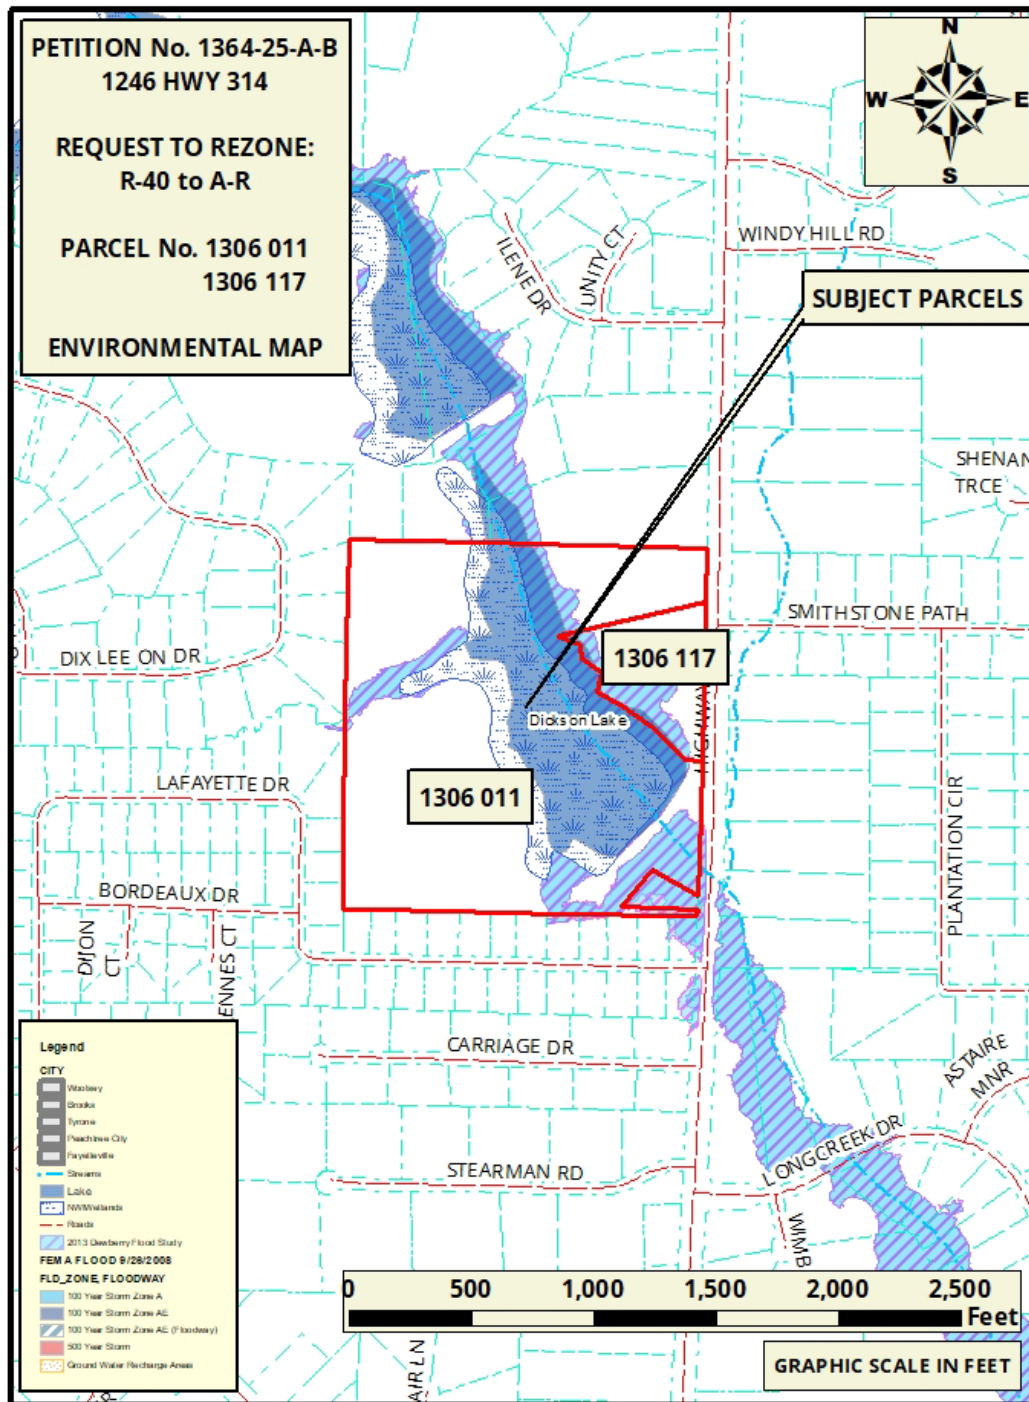 PETITION No. 1364-25-A-B
1246 HWY 314
REQUEST TO REZONE:
R-40 to A-R
PARCEL No. 1306 011
1306 117
ENVIRONMENTAL MAP
N
W
E
S
WINDY HILL RD
ILENE DR
UNITY CT
SUBJECT PARCELS
SHENAN
TRCE
SMITHSTONE PATH
DIX LEE ON DR
1306 117
Dickson Lake
HIGHWA
LAFAYETTE DR
1306 011
PLANTATION CIR
BORDEAUX DR
DIJON
CT
ENNES CT
CARRIAGE DR
ASTAIRE
MNR
LONGCREEK DR
STEARMAN RD
WIMB
Legend
CITY
Woolsey
Brooks
Tyrone
Peachtree City
Fayetteville
Streams
Lake
NWIWetlands
Roads
2013 Dewberry Flood Study
FEMA FLOOD 9/26/2008
FLD_ZONE, FLOODWAY
100 Year Storm Zone A
100 Year Storm Zone AE
100 Year Storm Zone AE (Floodway)
500 Year Storm
Ground Water Recharge Areas
0 500 1,000 1,500 2,000 2,500
Feet
GRAPHIC SCALE IN FEET
AIR LN